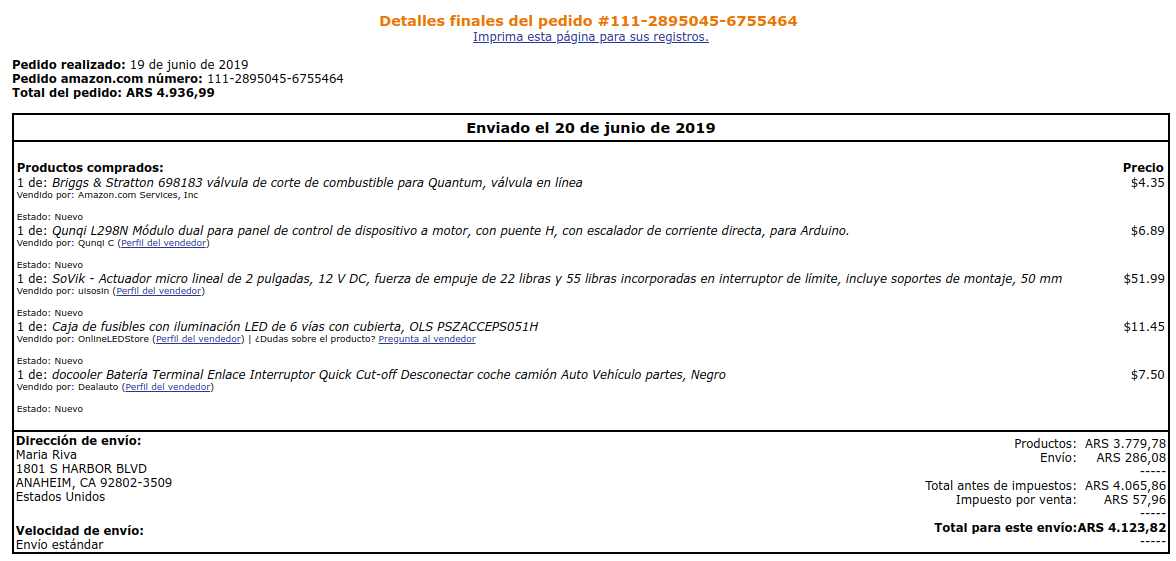 Detalles finales del pedido #111-2895045-6755464
Imprima esta página para sus registros.
Pedido realizado: 19 de junio de 2019
Pedido amazon.com número: 111-2895045-6755464
Total del pedido: ARS 4.936,99
Enviado el 20 de junio de 2019
Productos comprados: Precio
1 de: Briggs & Stratton 698183 válvula de corte de combustible para Quantum, válvula en línea $4.35
Vendido por: Amazon.com Services, Inc
Estado: Nuevo
1 de: Qunqi L298N Módulo dual para panel de control de dispositivo a motor, con puente H, con escalador de corriente directa, para Arduino. $6.89
Vendido por: Qunqi C (Perfil del vendedor)
Estado: Nuevo
1 de: SoVik - Actuador micro lineal de 2 pulgadas, 12 V DC, fuerza de empuje de 22 libras y 55 libras incorporadas en interruptor de límite, incluye soportes de montaje, 50 mm $51.99
Vendido por: uisosin (Perfil del vendedor)
Estado: Nuevo
1 de: Caja de fusibles con iluminación LED de 6 vías con cubierta, OLS PSZACCEPS051H $11.45
Vendido por: OnlineLEDStore (Perfil del vendedor) | ¿Dudas sobre el producto? Pregunta al vendedor
Estado: Nuevo
1 de: docooler Batería Terminal Enlace Interruptor Quick Cut-off Desconectar coche camión Auto Vehículo partes, Negro $7.50
Vendido por: Dealauto (Perfil del vendedor)
Estado: Nuevo
Dirección de envío:
Maria Riva
1801 S HARBOR BLVD
ANAHEIM, CA 92802-3509
Estados Unidos
Velocidad de envío:
Envío estándar
Productos: ARS 3.779,78
Envío: ARS 286,08
-----
Total antes de impuestos: ARS 4.065,86
Impuesto por venta: ARS 57,96
-----
Total para este envío:ARS 4.123,82
-----